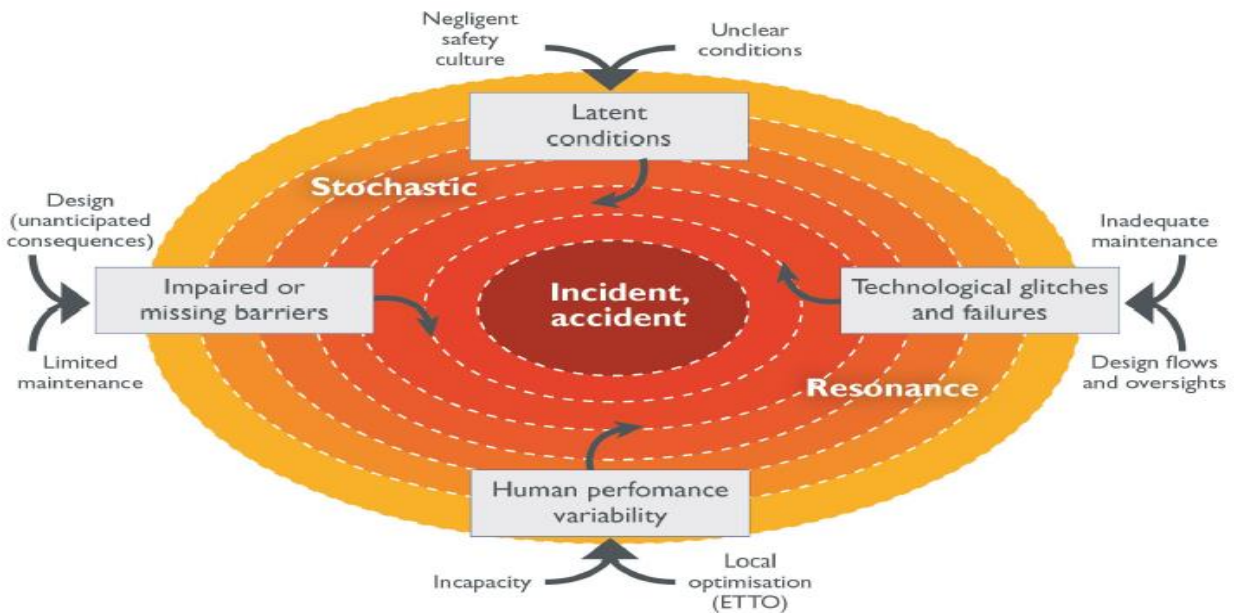 Negligent
safety
culture
Unclear
conditions
Latent
conditions
Stochastic
Design
(unanticipated
consequences)
Inadequate
maintenance
Impaired or
missing barriers
Incident,
accident
Technological glitches
and failures
Limited
maintenance
Design flows
and oversights
Resonance
Human perfomance
variability
Incapacity
Local
optimisation
(ETTO)